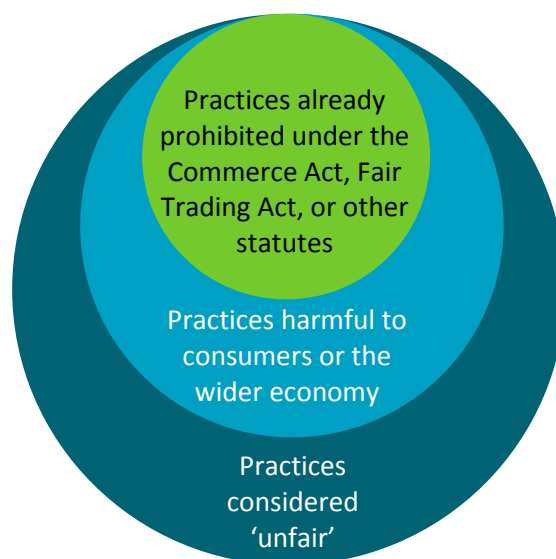 Practices already
prohibited under the
Commerce Act, Fair
Trading Act, or other
statutes
Practices harmful to
consumers or the
wider economy
Practices
considered
‘unfair’